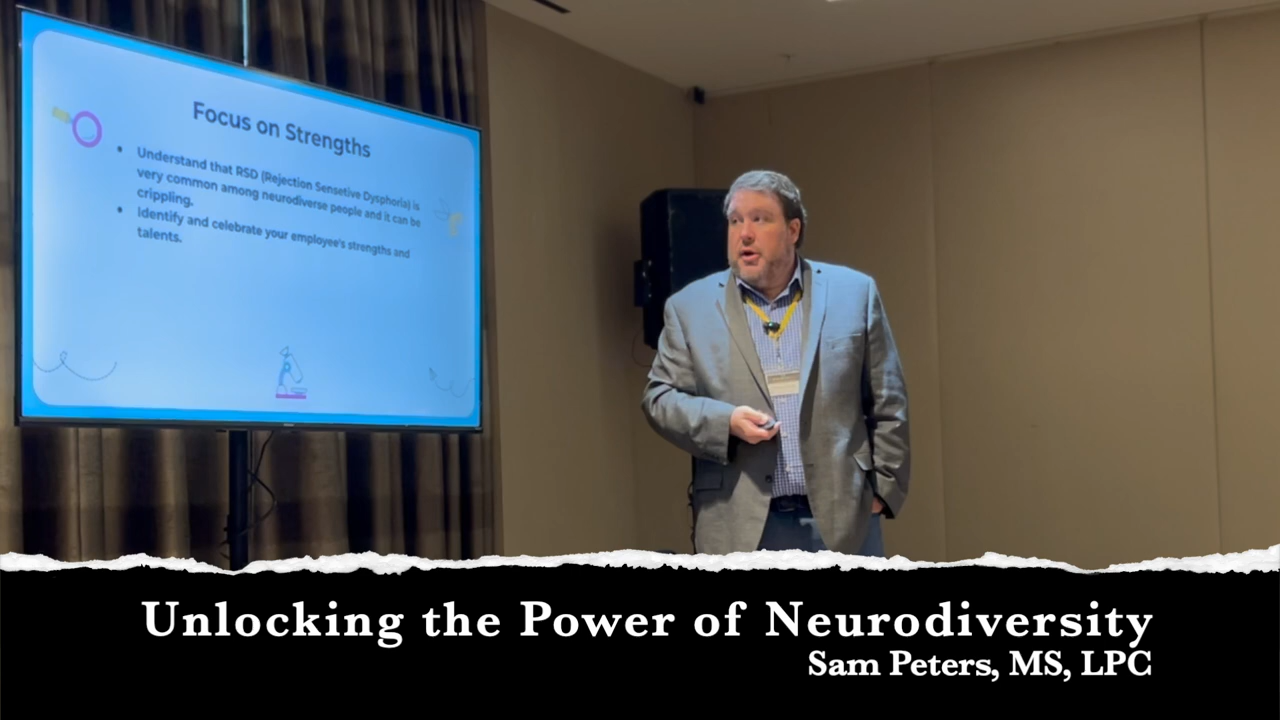 Focus on Strengths
• Understand that RSD (Rejection Sensetive Dysphoria) is
very common among neurodiverse people and it can be
crippling.
• Identify and celebrate your employee's strengths and
talents.
Unlocking the Power of Neurodiversity
Sam Peters, MS, LPC